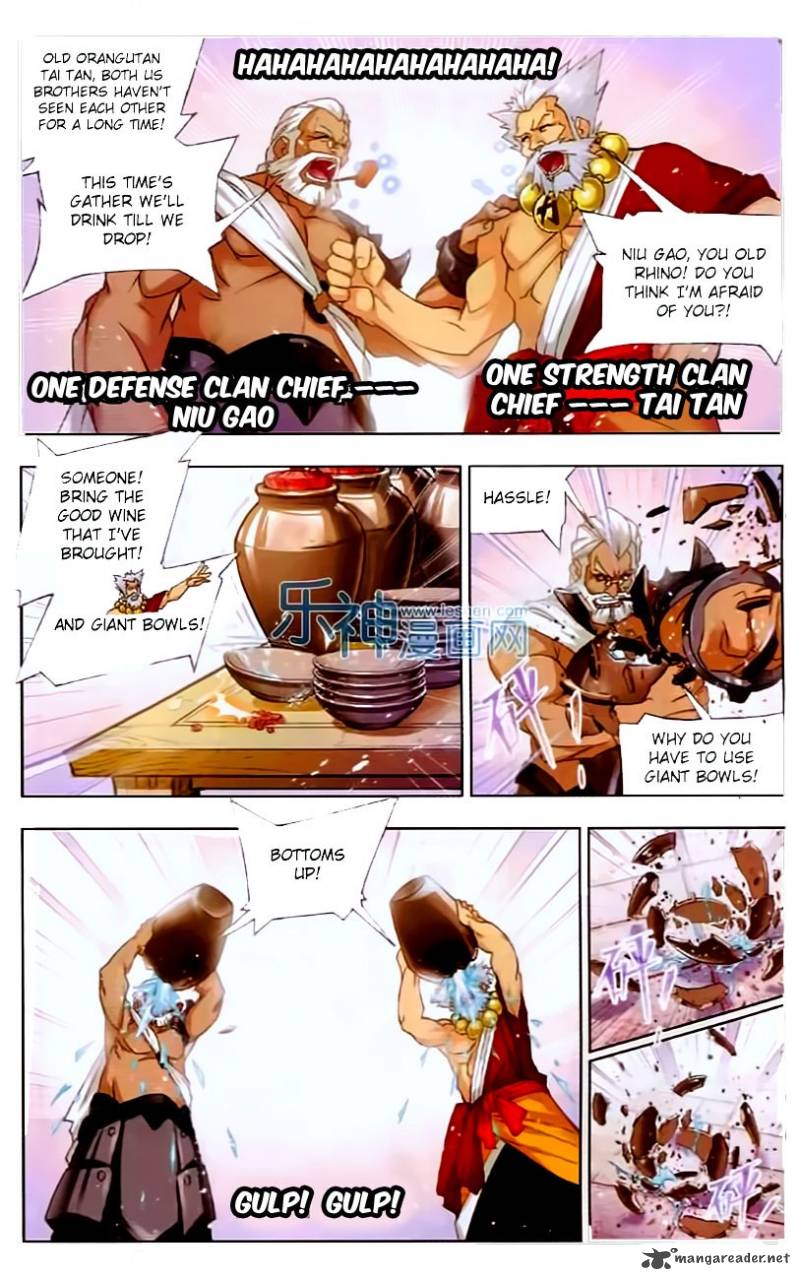 OLD ORANGUTAN
TAI TAN, BOTH US
BROTHERS HAVEN'T
SEEN EACH OTHER
FOR A LONG TIME!
THIS TIME'S
GATHER WE'LL
DRINK TILL WE
DROP!
HAHAHAHAHAHAHAHAHA!
NIU GAO, YOU OLD
RHINO! DO YOU
THINK I'M AFRAID
OF YOU?!
ONE DEFENSE CLAN CHIEF ---
NIU GAO
ONE STRENGTH CLAN
CHIEF --- TAI TAN
SOMEONE!
BRING THE
GOOD WINE
THAT I'VE
BROUGHT!
AND GIANT BOWLS!
乐神漫画网
www.leshen.com
HASSLE!
砰
WHY DO YOU
HAVE TO USE
GIANT BOWLS!
BOTTOMS
UP!
GULP! GULP!
砰
砰
mangareader.net